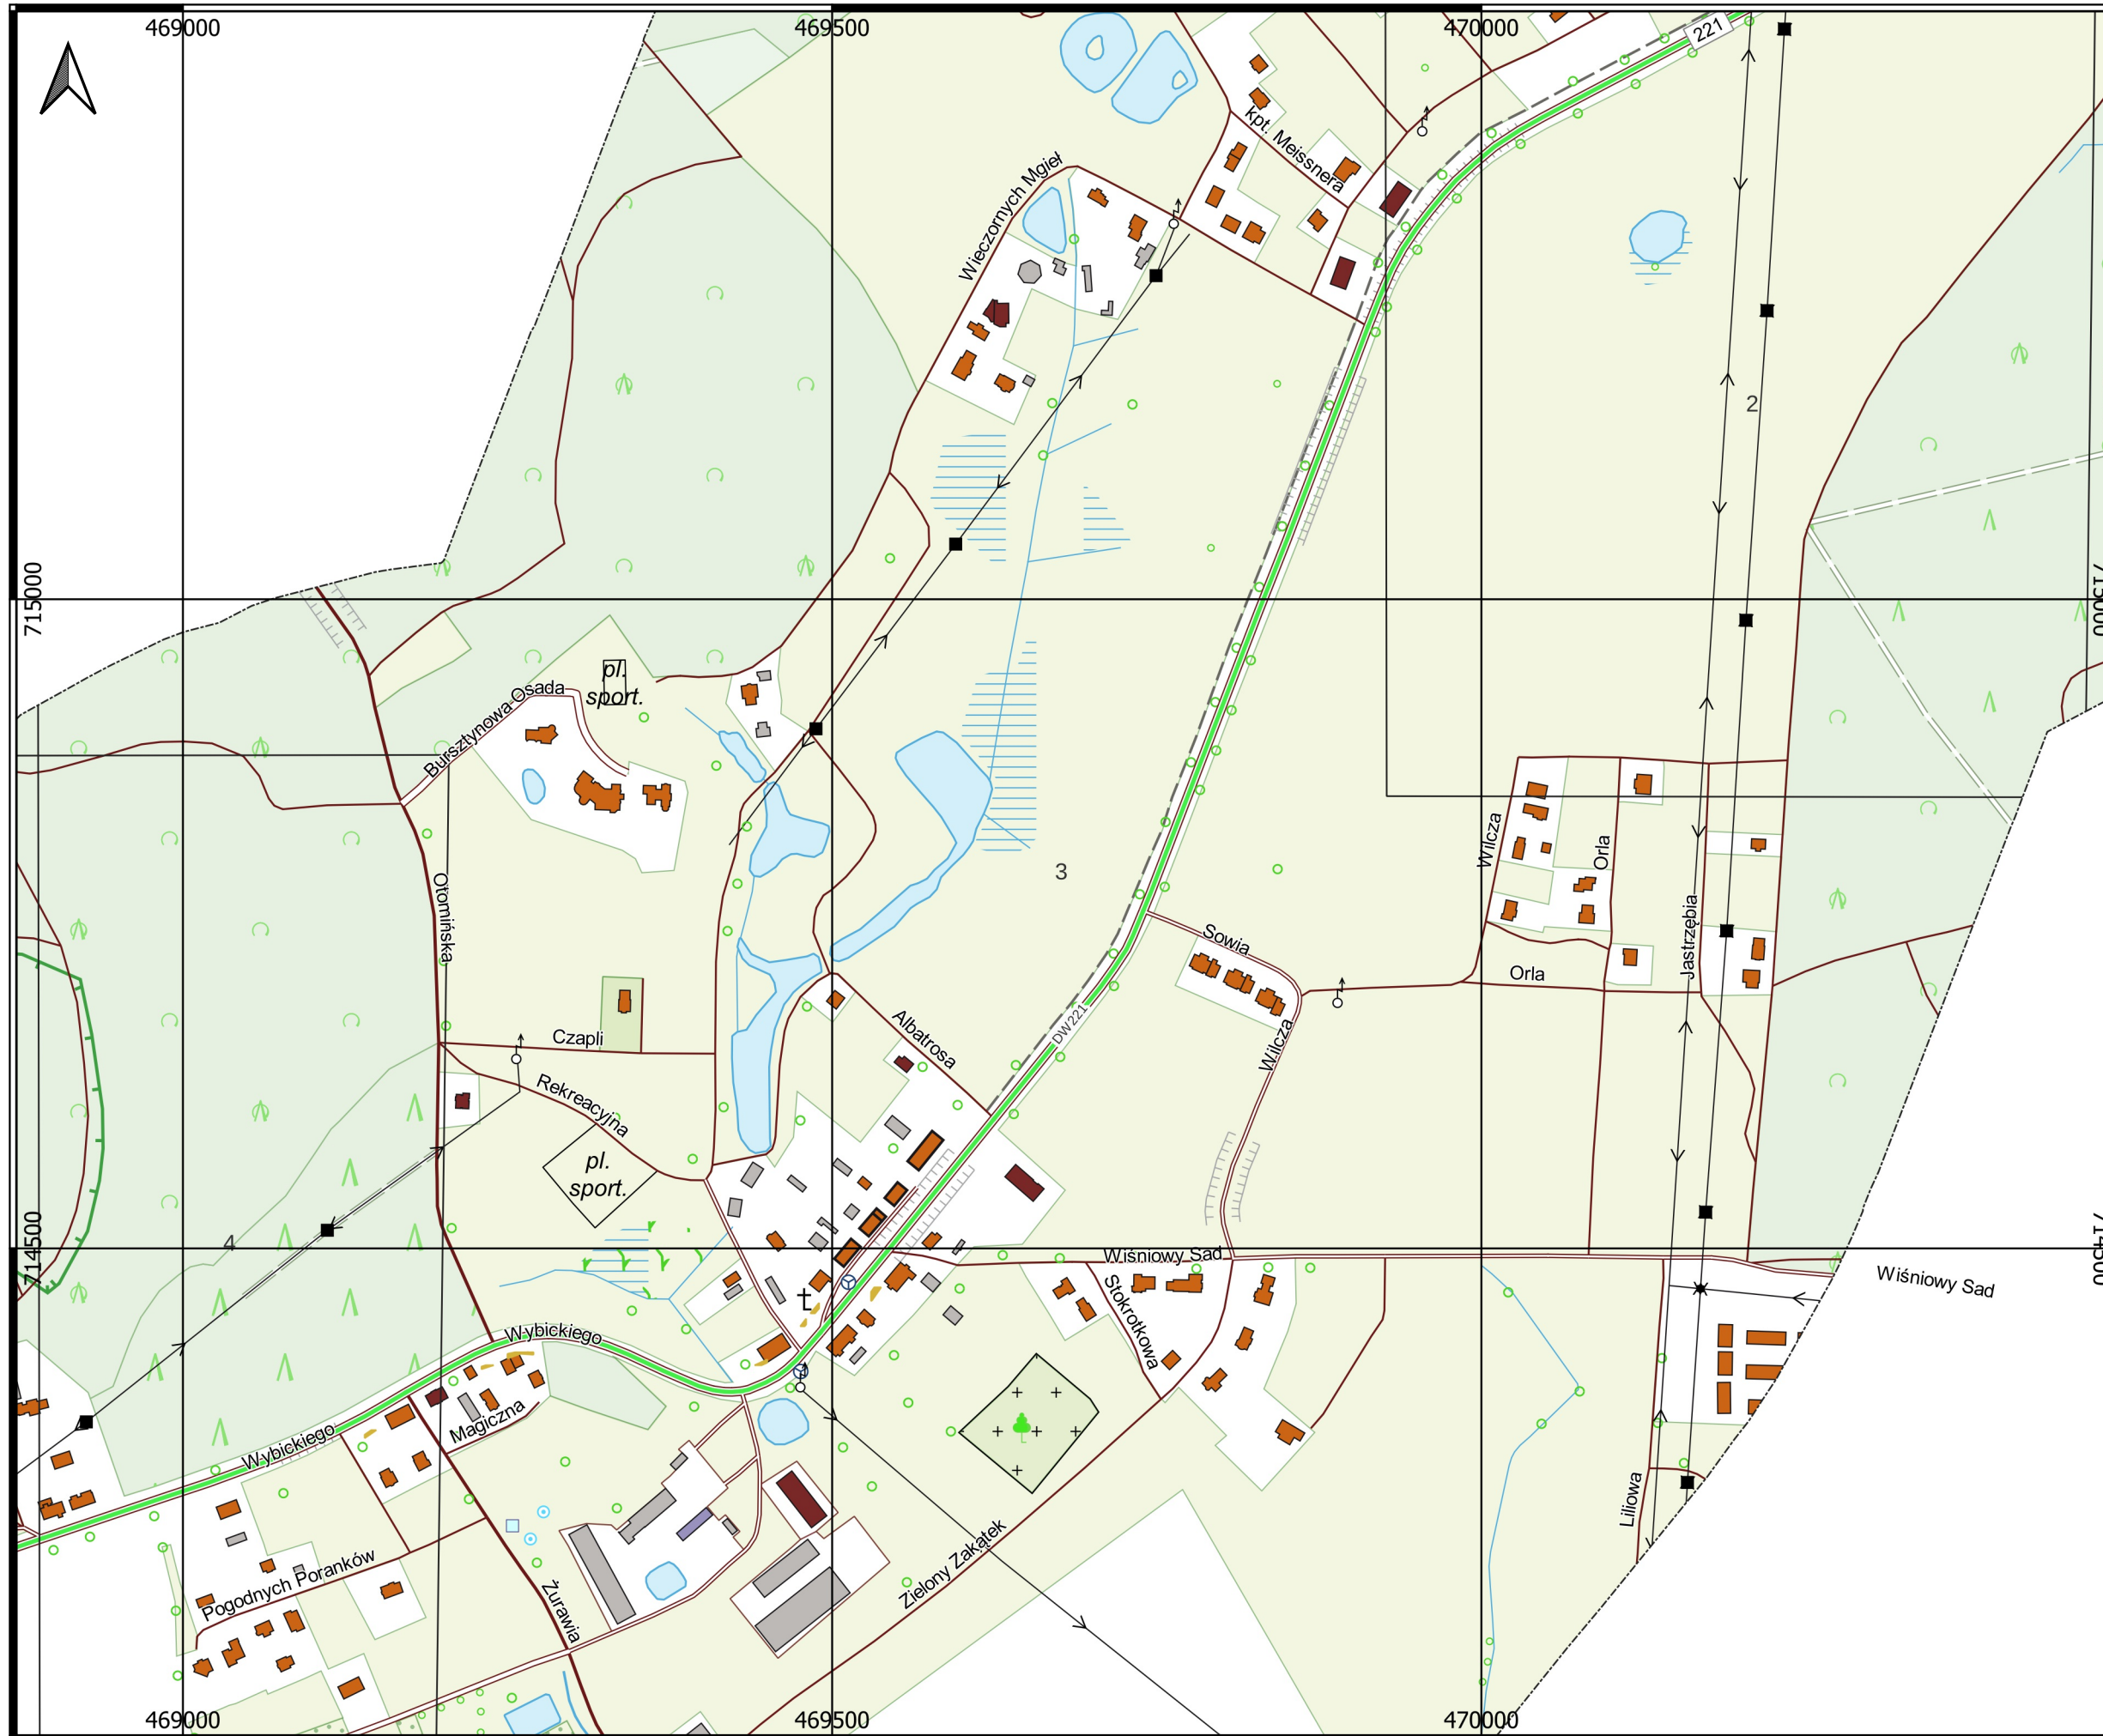 469000
469500
470000
221
kpt. Meissnera
Wieczornych Mgieł
2
715000
715000
pl.
sport.
Bursztynowa Osada
Wilcza
Orla
3
Otomińska
Jastrzębia
Sowia
Orla
DW221
Albatrosa
Czapli
Wilcza
Rekreacyjna
pl.
sport.
714500
4
Wiśniowy Sad
714500
Wiśniowy Sad
Stokrotkowa
Wybickiego
Magiczna
Wybickiego
Liliowa
Zielony Zakątek
Pogodnych Poranków
Żurawia
469000
469500
470000